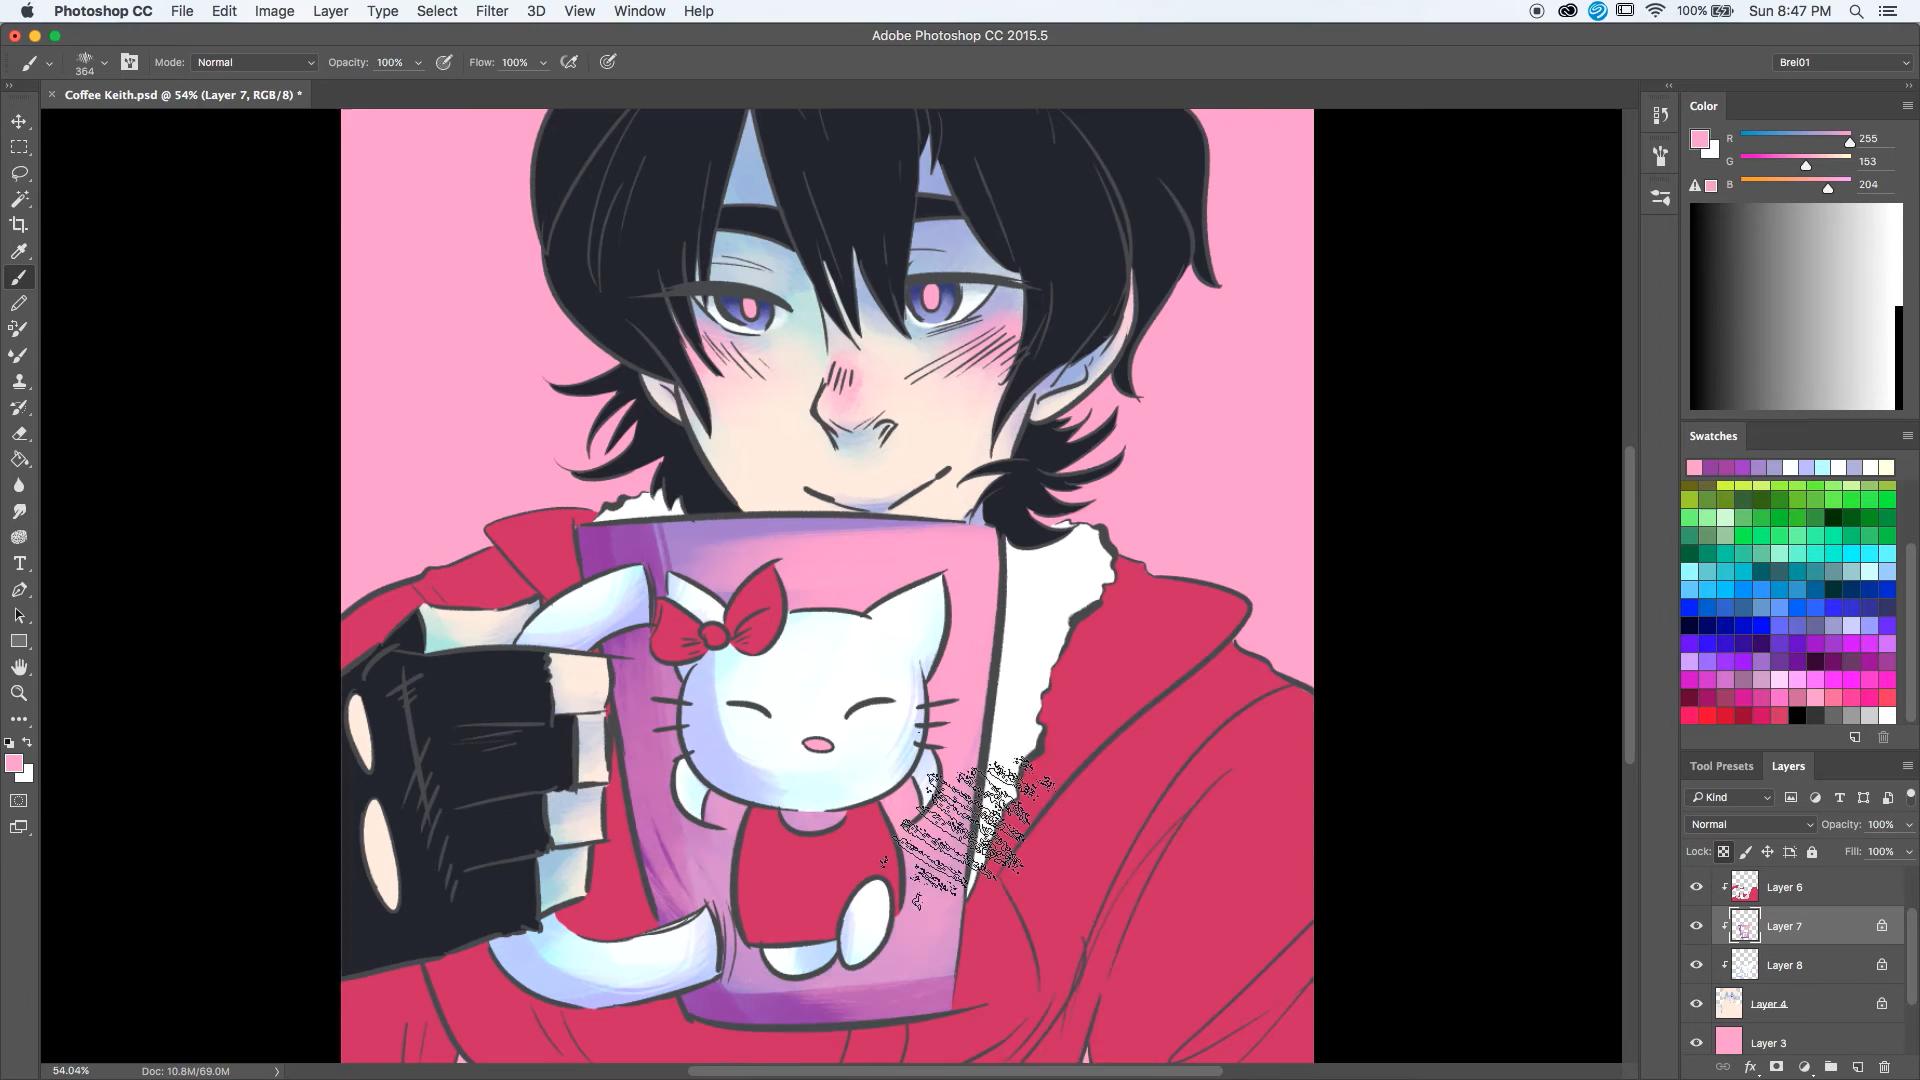 Photoshop CC File Edit Image Layer Type Select Filter 3D View Window Help 100% Sun 8:47 PM
Adobe Photoshop CC 2015.5
364 Mode: Normal Opacity: 100% Flow: 100% Brel01
Coffee Keith.psd @ 54% (Layer 7, RGB/8) *
Color
R 255
G 153
B 204
Swatches
Tool Presets Layers
Kind
Normal Opacity: 100%
Lock: Fill: 100%
Layer 6
Layer 7
Layer 8
Layer 4
Layer 3
54.04% Doc: 10.8M/69.0M